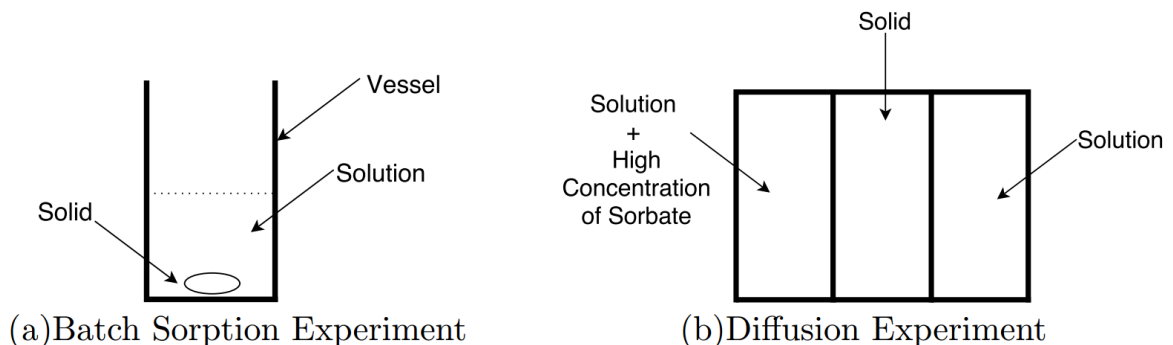 Vessel
Solution
Solid
(a)Batch Sorption Experiment
Solid
Solution
+
High
Concentration
of Sorbate
Solution
(b)Diffusion Experiment